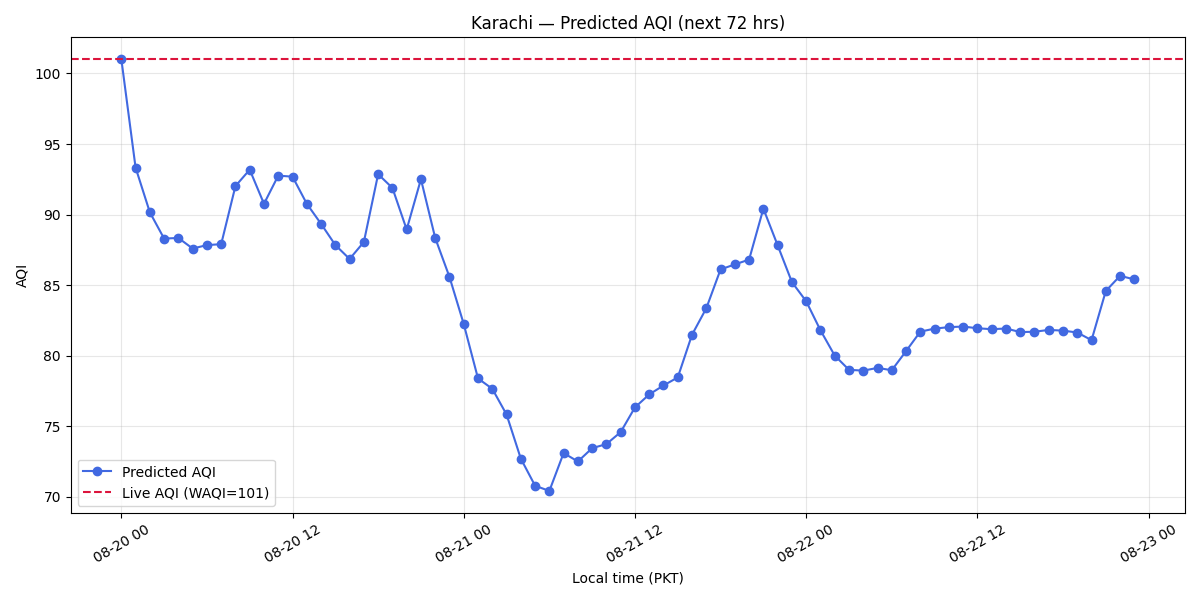 Karachi — Predicted AQI (next 72 hrs)
AQI
100
95
90
85
80
75
70
Predicted AQI
Live AQI (WAQI=101)
08-20 00
08-20 12
08-21 00
08-21 12
08-22 00
08-22 12
08-23 00
Local time (PKT)